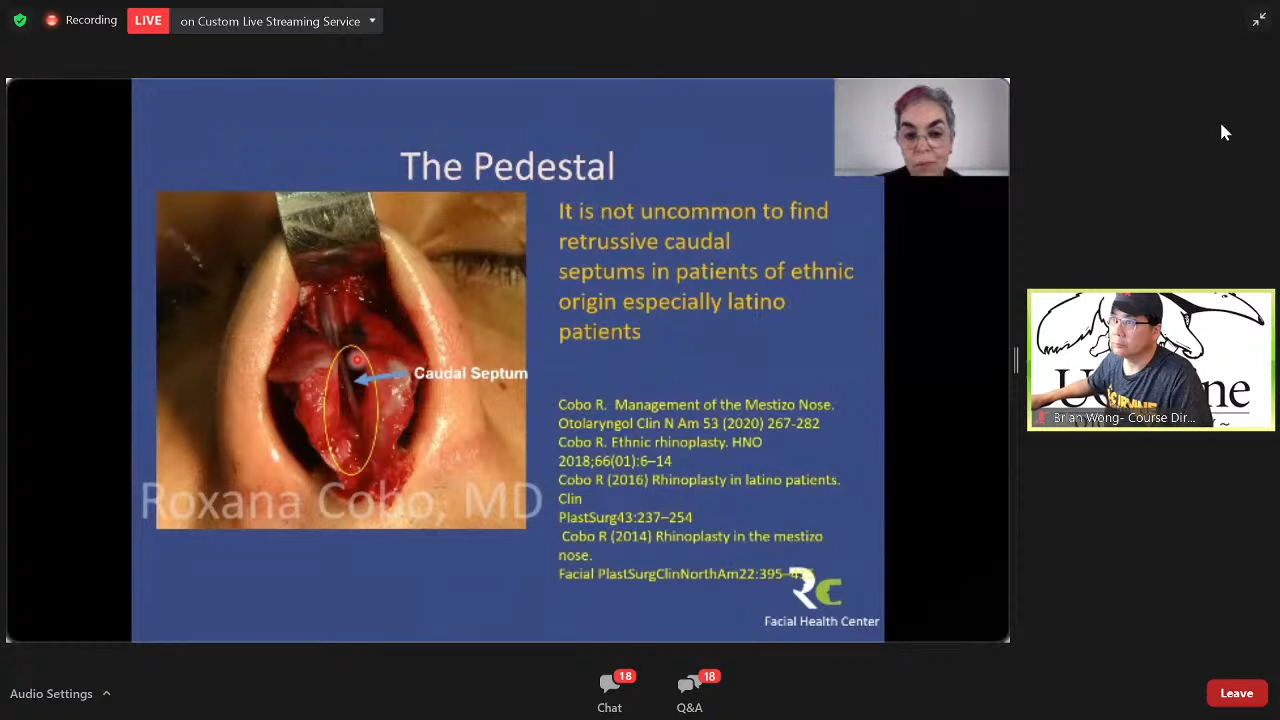 Recording
LIVE
on Custom Live Streaming Service
The Pedestal
It is not uncommon to find
retrussive caudal
septums in patients of ethnic
origin especially latino
patients
Caudal Septum
Cobo R. Management of the Mestizo Nose.
Otolaryngol Clin N Am 53 (2020) 267-282
Cobo R. Ethnic rhinoplasty. HNO
2018;66(01):6–14
Cobo R (2016) Rhinoplasty in latino patients.
Clin
PlastSurg43:237–254
Cobo R (2014) Rhinoplasty in the mestizo
nose.
Facial PlastSurgClinNorthAm22:395–
Roxana Cobo, MD
RC
Facial Health Center
Brian Wong- Course Dir...
Audio Settings
18
Chat
18
Q&A
Leave